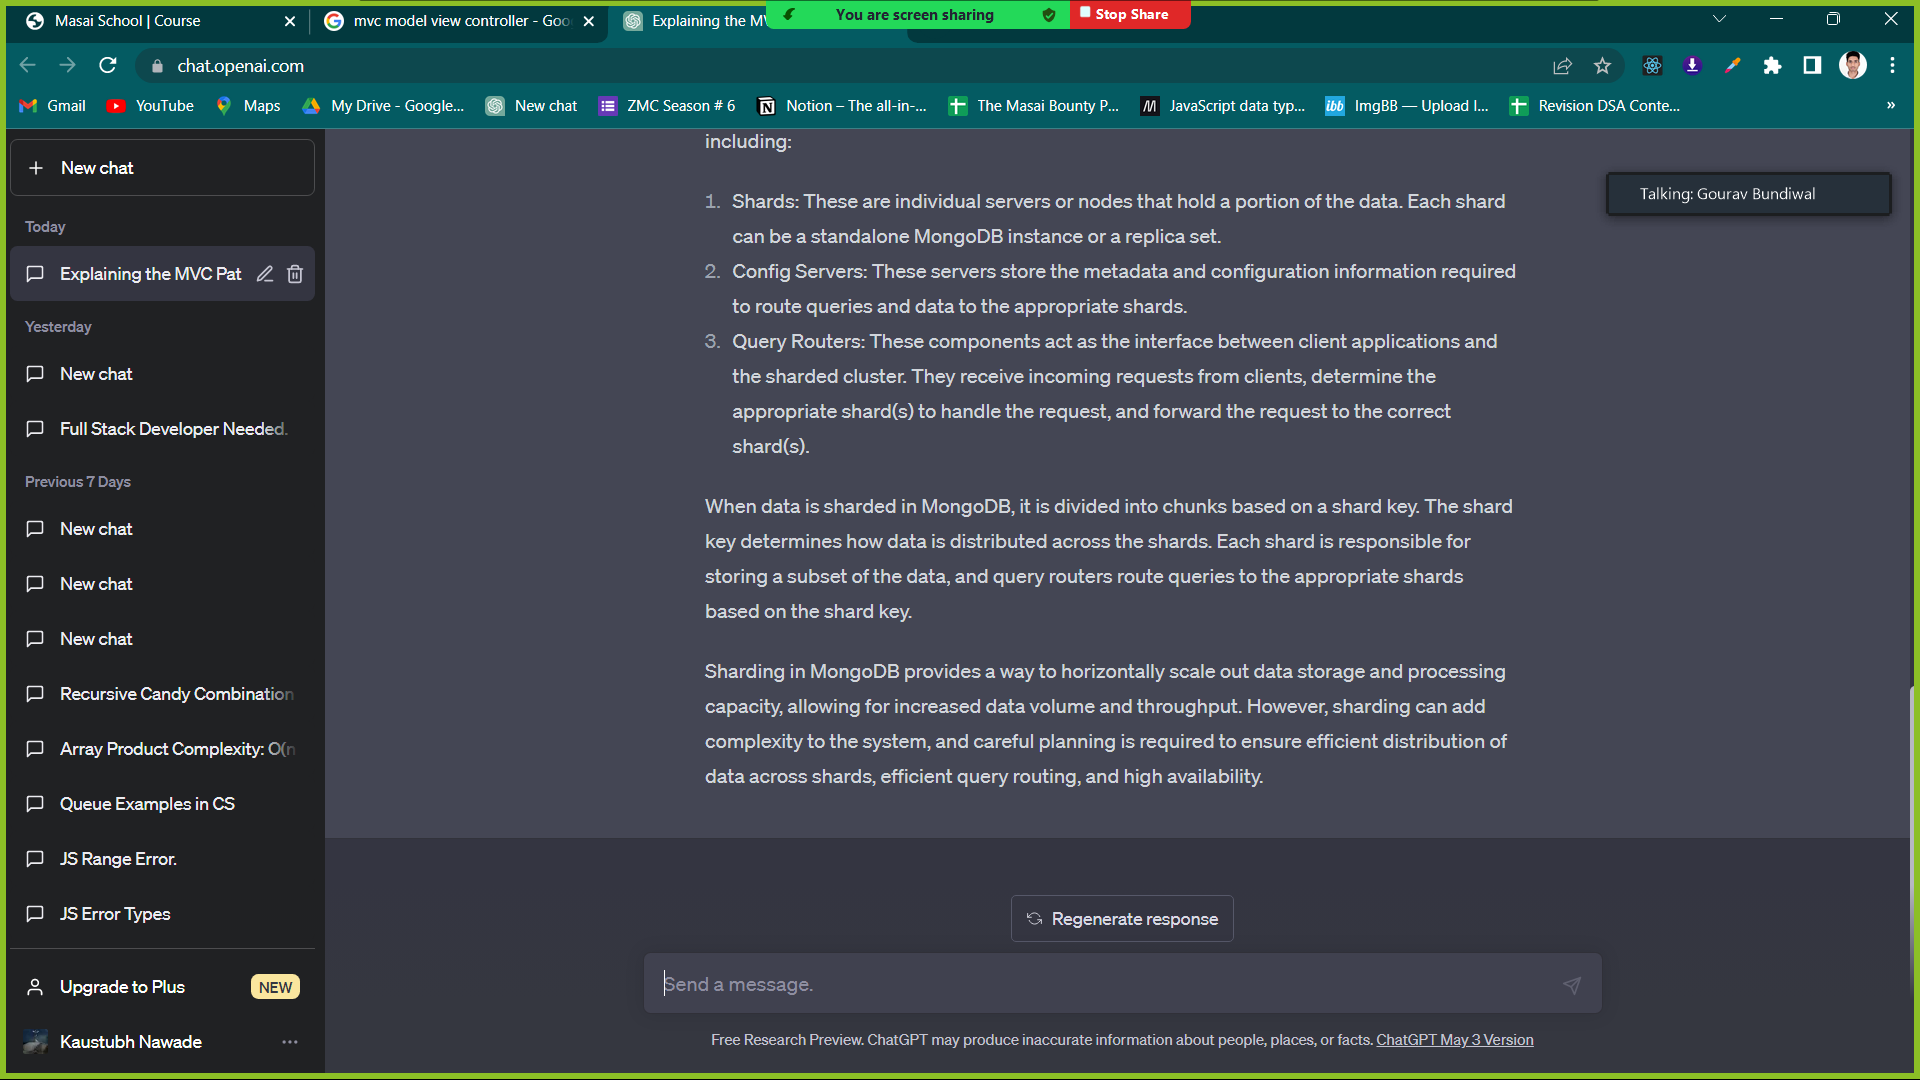 Masai School | Course
mvc model view controller - Goo
Explaining the MV
You are screen sharing
Stop Share
chat.openai.com
Gmail
YouTube
Maps
My Drive - Google...
New chat
ZMC Season # 6
Notion – The all-in-...
The Masai Bounty P...
JavaScript data typ...
ImgBB — Upload I...
Revision DSA Conte...
»
New chat
Today
Explaining the MVC Pat
Yesterday
New chat
Full Stack Developer Needed.
Previous 7 Days
New chat
New chat
New chat
Recursive Candy Combination
Array Product Complexity: O(n
Queue Examples in CS
JS Range Error.
JS Error Types
Upgrade to Plus
NEW
Kaustubh Nawade
including:
Talking: Gourav Bundiwal
1. Shards: These are individual servers or nodes that hold a portion of the data. Each shard
can be a standalone MongoDB instance or a replica set.
2. Config Servers: These servers store the metadata and configuration information required
to route queries and data to the appropriate shards.
3. Query Routers: These components act as the interface between client applications and
the sharded cluster. They receive incoming requests from clients, determine the
appropriate shard(s) to handle the request, and forward the request to the correct
shard(s).
When data is sharded in MongoDB, it is divided into chunks based on a shard key. The shard
key determines how data is distributed across the shards. Each shard is responsible for
storing a subset of the data, and query routers route queries to the appropriate shards
based on the shard key.
Sharding in MongoDB provides a way to horizontally scale out data storage and processing
capacity, allowing for increased data volume and throughput. However, sharding can add
complexity to the system, and careful planning is required to ensure efficient distribution of
data across shards, efficient query routing, and high availability.
Regenerate response
Send a message.
Free Research Preview. ChatGPT may produce inaccurate information about people, places, or facts. ChatGPT May 3 Version